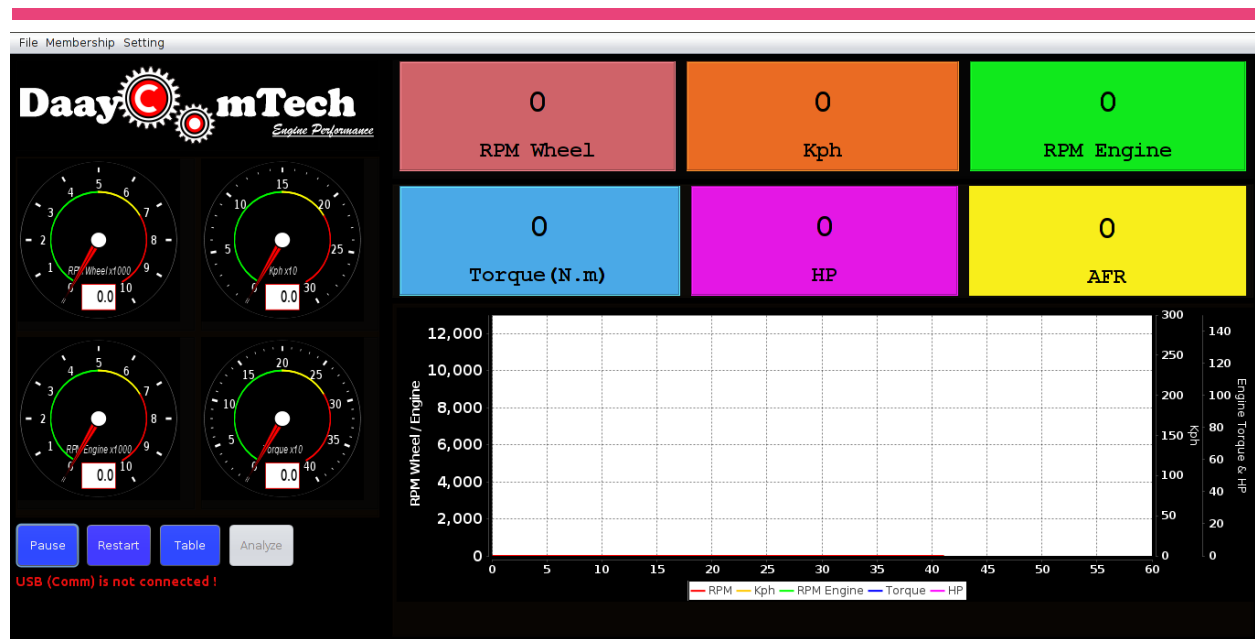 File Membership Setting
DaayComTech
Engine Performance
0
RPM Wheel
0
Kph
0
RPM Engine
0
Torque(N.m)
0
HP
0
AFR
0 1 2 3 4 5 6 7 8 9 10
RPM Wheel x1000
0.0
0 5 10 15 20 25 30
Kph x10
0.0
0 1 2 3 4 5 6 7 8 9 10
RPM Engine x1000
0.0
0 5 10 15 20 25 30 35 40
Torque x10
0.0
Pause Restart Table Analyze
USB (Comm) is not connected !
RPM Wheel / Engine
12,000
10,000
8,000
6,000
4,000
2,000
0
0 5 10 15 20 25 30 35 40 45 50 55 60
300
250
200
150
100
50
0
Kph
140
120
100
80
60
40
20
0
Engine Torque & HP
RPM Kph RPM Engine Torque HP